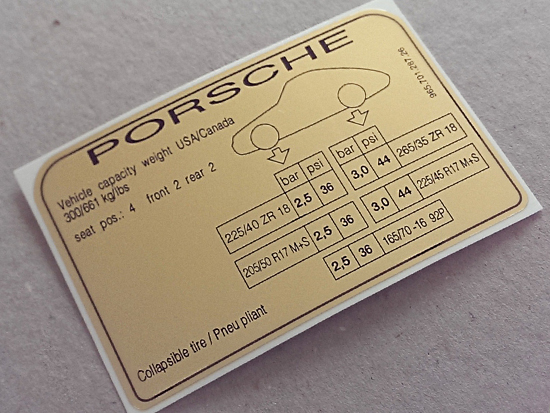 PORSCHE
965.701.287.26
Vehicle capacity weight USA/Canada
300/661 kg/lbs
seat pos.: 4 front 2 rear 2
bar psi
bar psi
225/40 ZR 18 2,5 36
3,0 44 265/35 ZR 18
205/50 R17 M+S 2,5 36
3,0 44 225/45 R17 M+S
2,5 36 165/70 -16 92P
Collapsible tire / Pneu pliant